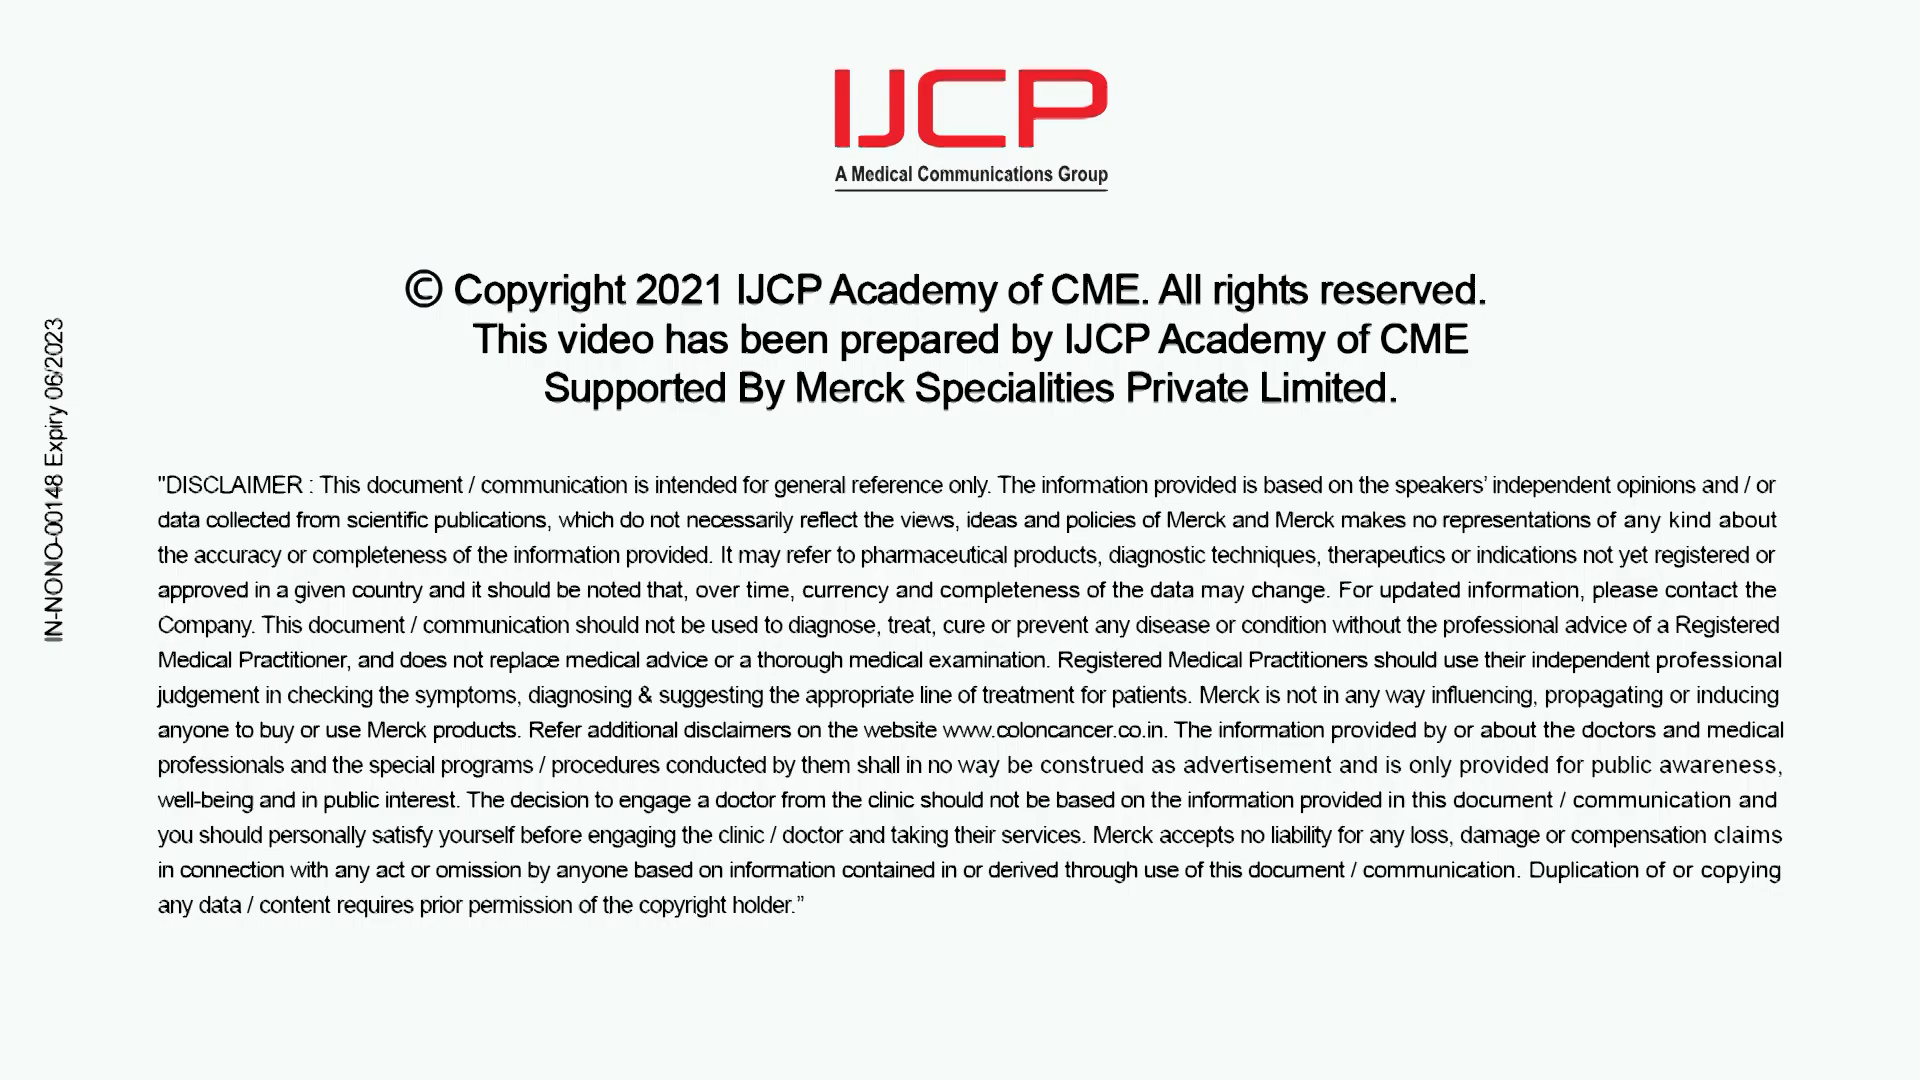 IJCP
A Medical Communications Group
© Copyright 2021 IJCP Academy of CME. All rights reserved.
This video has been prepared by IJCP Academy of CME
Supported By Merck Specialities Private Limited.
IN-NONO-00148 Expiry 06/2023
"DISCLAIMER : This document / communication is intended for general reference only. The information provided is based on the speakers’ independent opinions and / or
data collected from scientific publications, which do not necessarily reflect the views, ideas and policies of Merck and Merck makes no representations of any kind about
the accuracy or completeness of the information provided. It may refer to pharmaceutical products, diagnostic techniques, therapeutics or indications not yet registered or
approved in a given country and it should be noted that, over time, currency and completeness of the data may change. For updated information, please contact the
Company. This document / communication should not be used to diagnose, treat, cure or prevent any disease or condition without the professional advice of a Registered
Medical Practitioner, and does not replace medical advice or a thorough medical examination. Registered Medical Practitioners should use their independent professional
judgement in checking the symptoms, diagnosing & suggesting the appropriate line of treatment for patients. Merck is not in any way influencing, propagating or inducing
anyone to buy or use Merck products. Refer additional disclaimers on the website www.coloncancer.co.in. The information provided by or about the doctors and medical
professionals and the special programs / procedures conducted by them shall in no way be construed as advertisement and is only provided for public awareness,
well-being and in public interest. The decision to engage a doctor from the clinic should not be based on the information provided in this document / communication and
you should personally satisfy yourself before engaging the clinic / doctor and taking their services. Merck accepts no liability for any loss, damage or compensation claims
in connection with any act or omission by anyone based on information contained in or derived through use of this document / communication. Duplication of or copying
any data / content requires prior permission of the copyright holder.”